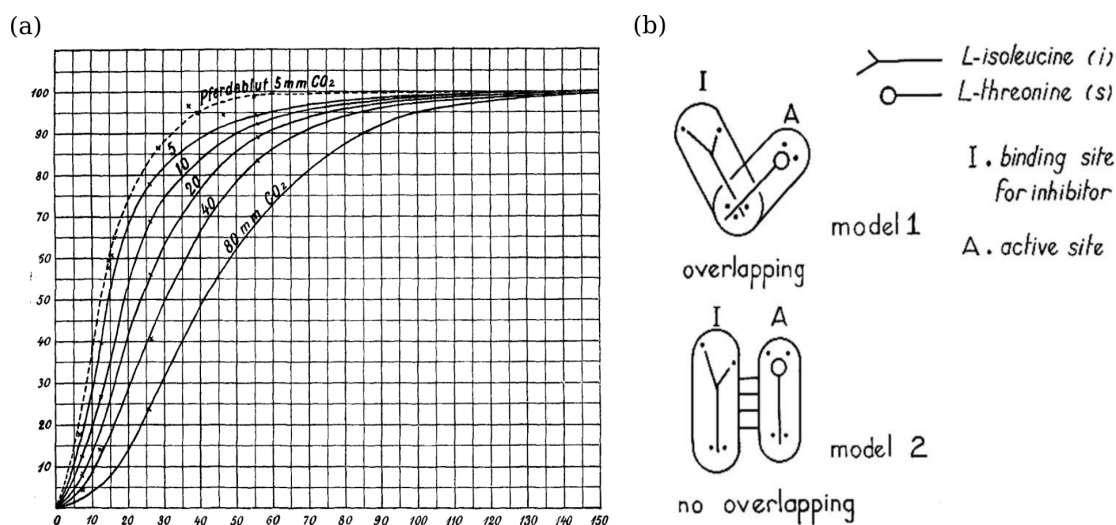 (a)
Pferdeblut 5mm CO₂
5
10
20
40
80 mm CO₂
100
90
80
70
60
50
40
30
20
10
0 10 20 30 40 50 60 70 80 90 100 110 120 130 140 150
(b)
I
A
model 1
overlapping
I A
model 2
no overlapping
L-isoleucine (i)
L-threonine (s)
I. binding site
for inhibitor
A. active site